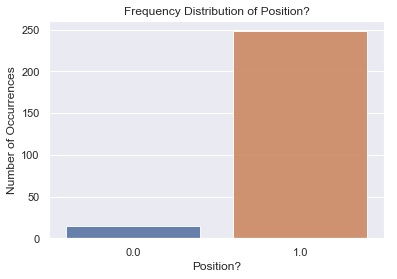 Frequency Distribution of Position?
Number of Occurrences
250
200
150
100
50
0
0.0 1.0
Position?